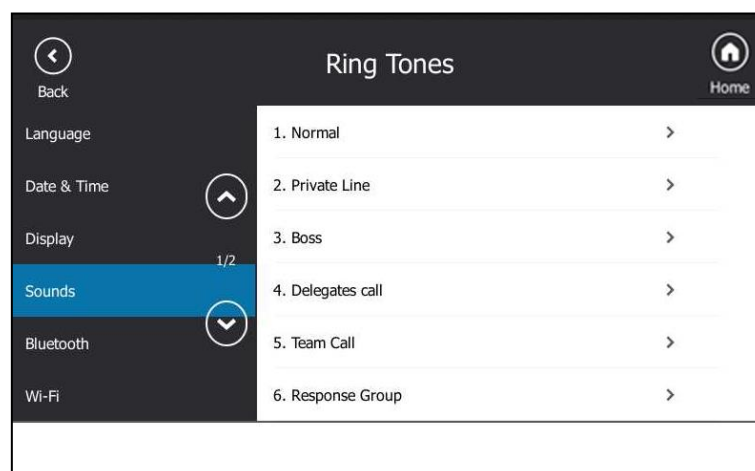 Ring Tones
Back
Home
Language
Date & Time
Display
1/2
Sounds
Bluetooth
Wi-Fi
1. Normal
2. Private Line
3. Boss
4. Delegates call
5. Team Call
6. Response Group